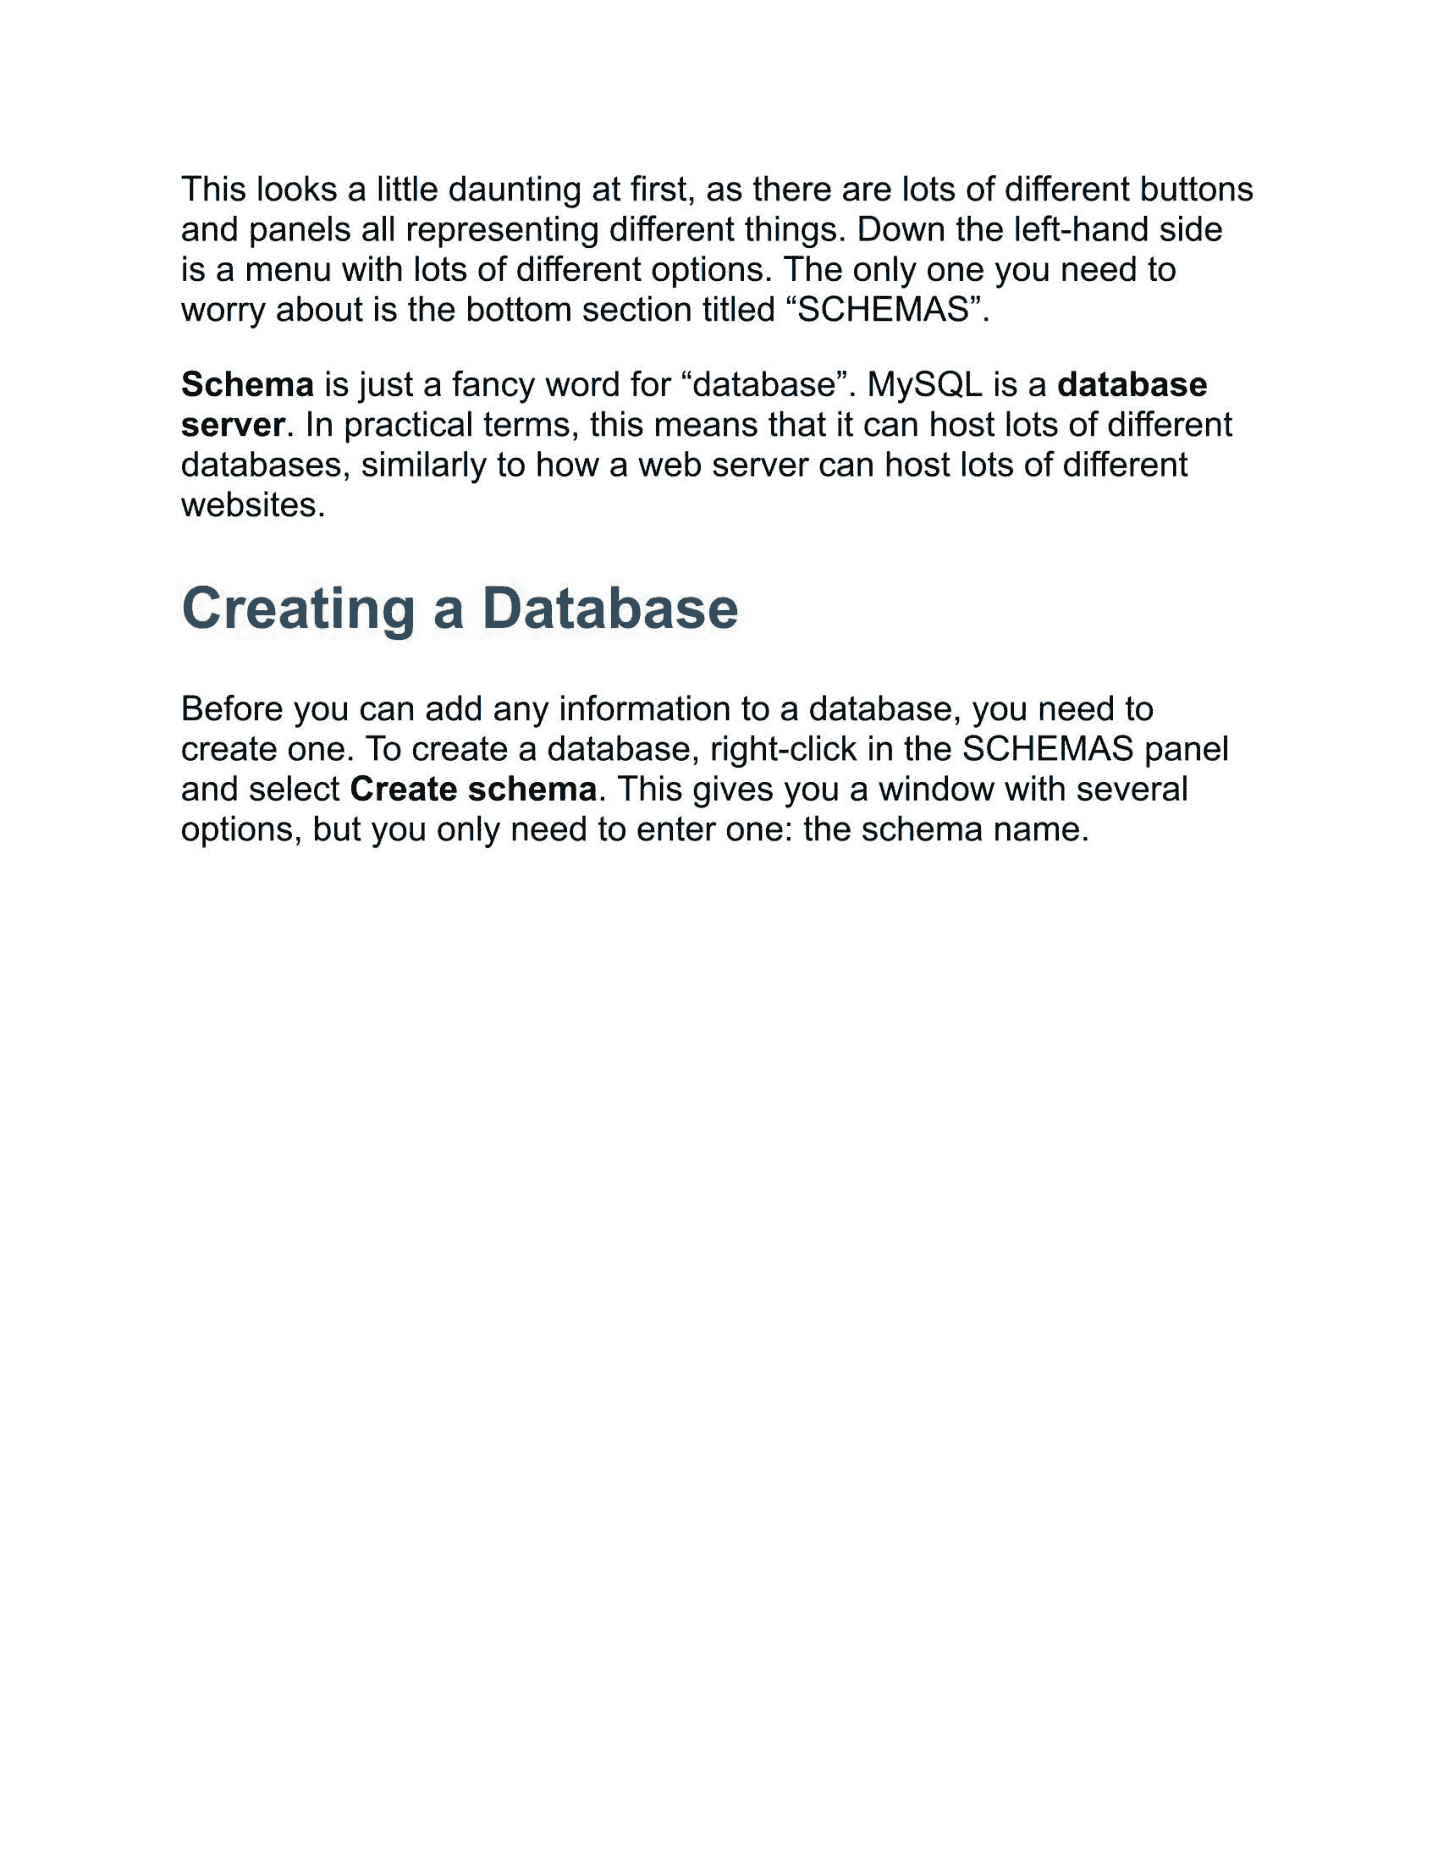 This looks a little daunting at first, as there are lots of different buttons
and panels all representing different things. Down the left-hand side
is a menu with lots of different options. The only one you need to
worry about is the bottom section titled “SCHEMAS”.
Schema is just a fancy word for “database”. MySQL is a database
server. In practical terms, this means that it can host lots of different
databases, similarly to how a web server can host lots of different
websites.
Creating a Database
Before you can add any information to a database, you need to
create one. To create a database, right-click in the SCHEMAS panel
and select Create schema. This gives you a window with several
options, but you only need to enter one: the schema name.